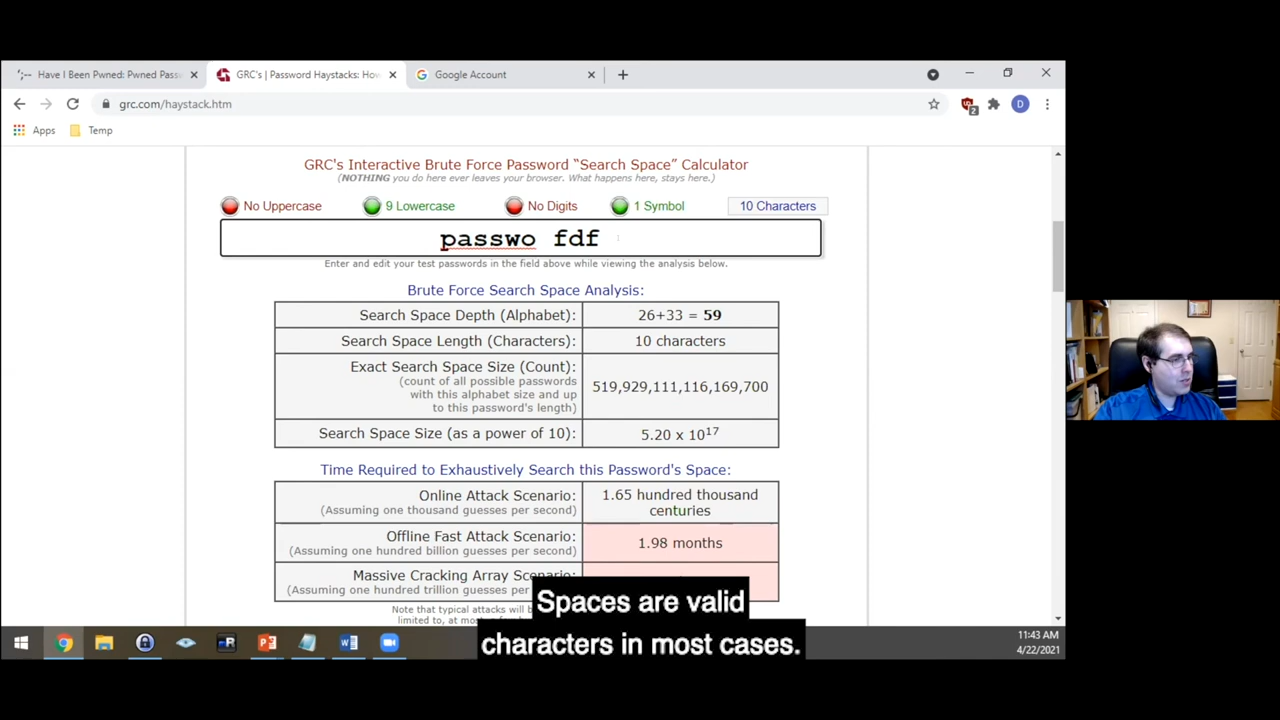 Have I Been Pwned: Pwned Pass
GRC's | Password Haystacks: How
Google Account
grc.com/haystack.htm
2
D
Apps
Temp
GRC's Interactive Brute Force Password “Search Space” Calculator
(NOTHING you do here ever leaves your browser. What happens here, stays here.)
No Uppercase
9 Lowercase
No Digits
1 Symbol
10 Characters
passwo fdf
Enter and edit your test passwords in the field above while viewing the analysis below.
Brute Force Search Space Analysis:
Search Space Depth (Alphabet):
26+33 = 59
Search Space Length (Characters):
10 characters
Exact Search Space Size (Count):
(count of all possible passwords
with this alphabet size and up
to this password's length)
519,929,111,116,169,700
Search Space Size (as a power of 10):
5.20 x 10¹⁷
Time Required to Exhaustively Search this Password's Space:
Online Attack Scenario:
(Assuming one thousand guesses per second)
1.65 hundred thousand
centuries
Offline Fast Attack Scenario:
(Assuming one hundred billion guesses per second)
1.98 months
Massive Cracking Array Scenario:
(Assuming one hundred trillion guesses per
Note that typical attacks will b
limited to, at mos
Spaces are valid
characters in most cases.
11:43 AM
4/22/2021